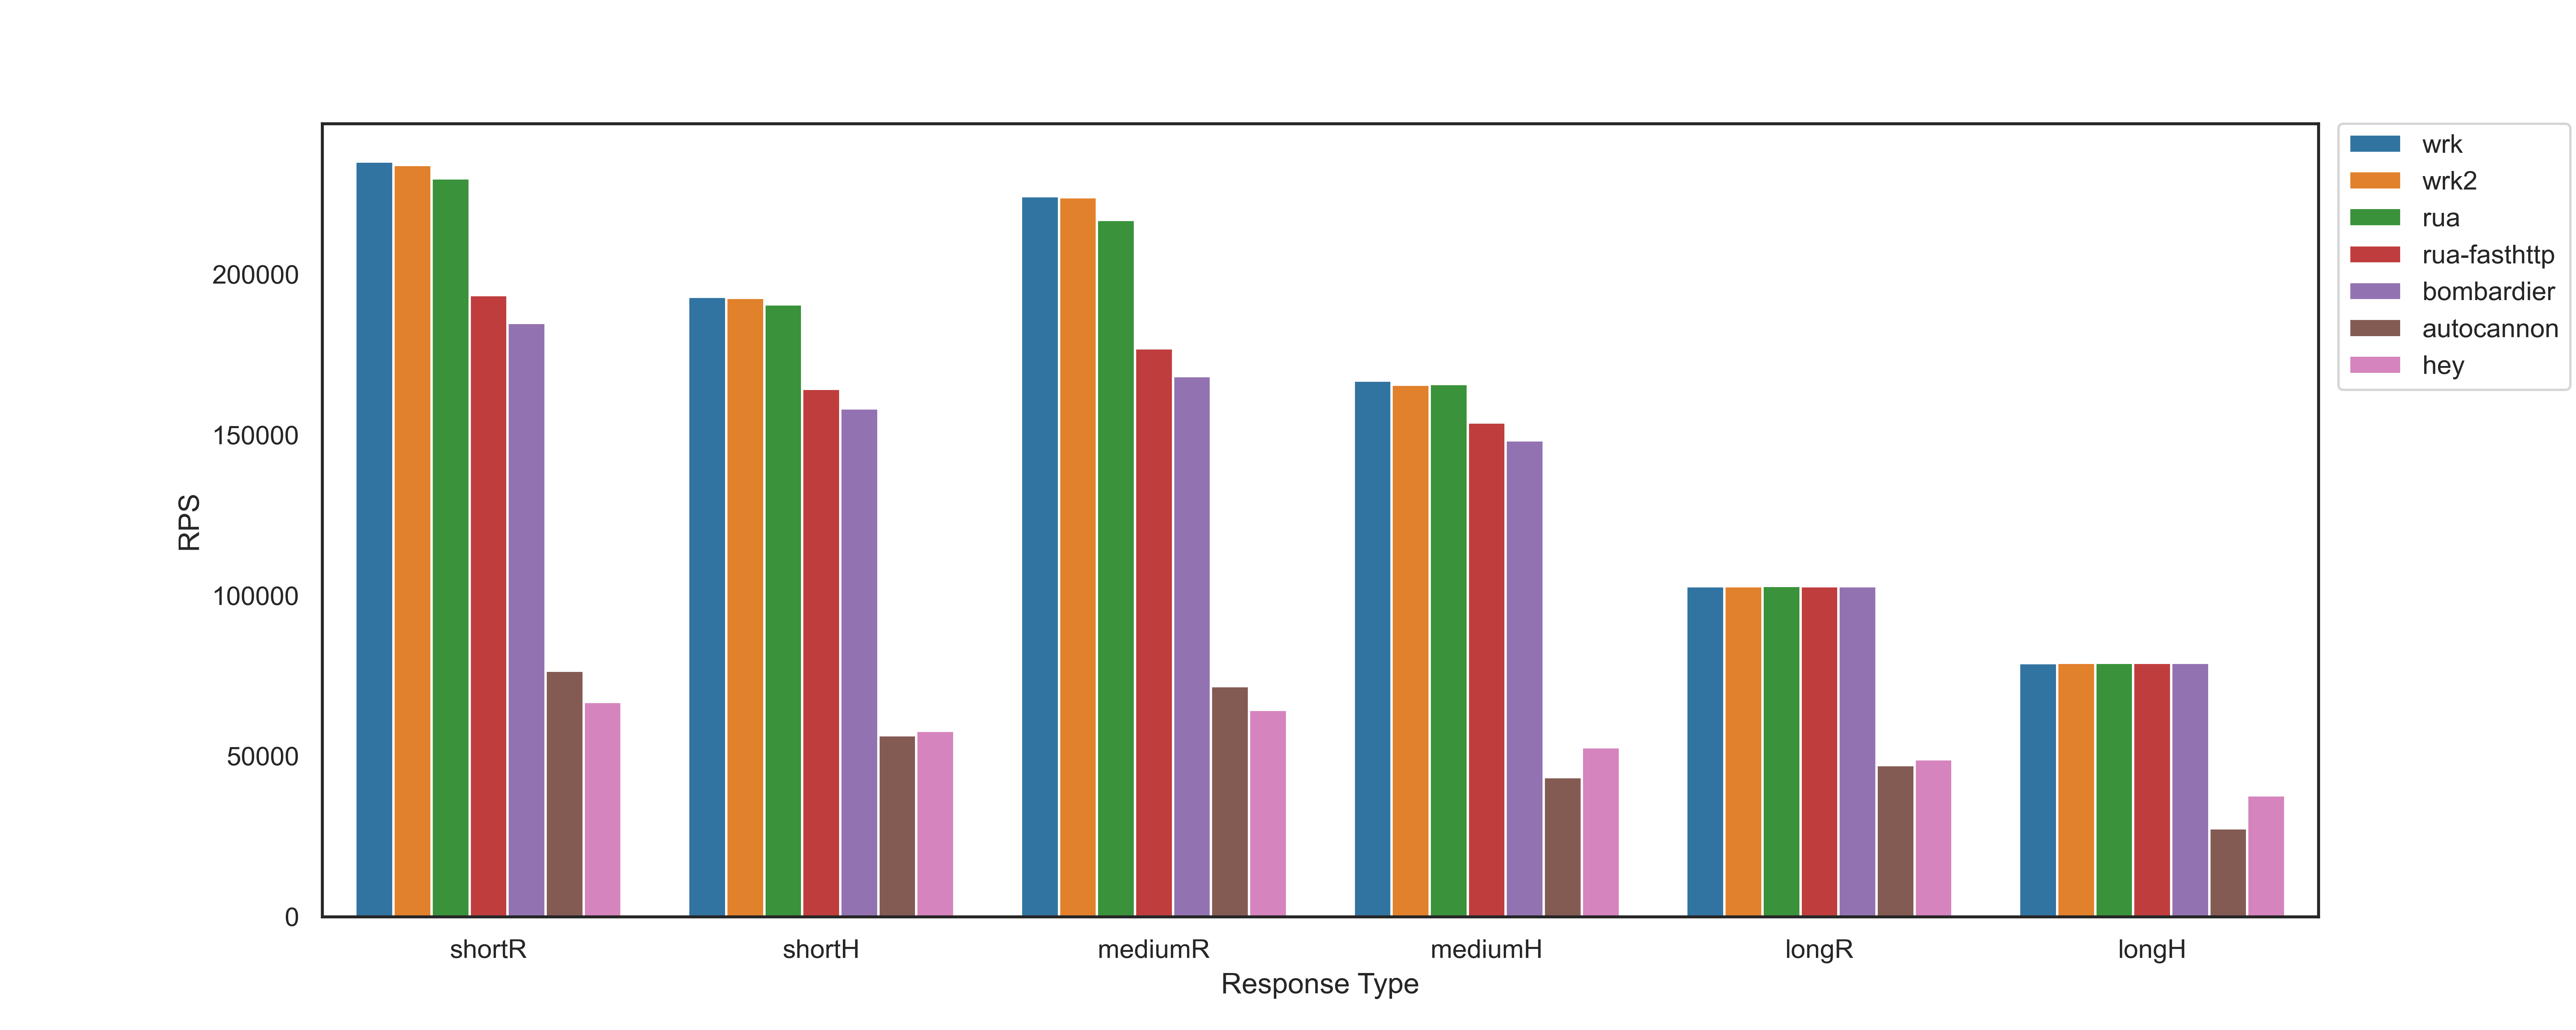 wrk
wrk2
rua
rua-fasthttp
bombardier
autocannon
hey
200000
150000
100000
50000
0
RPS
shortR shortH mediumR mediumH longR longH
Response Type